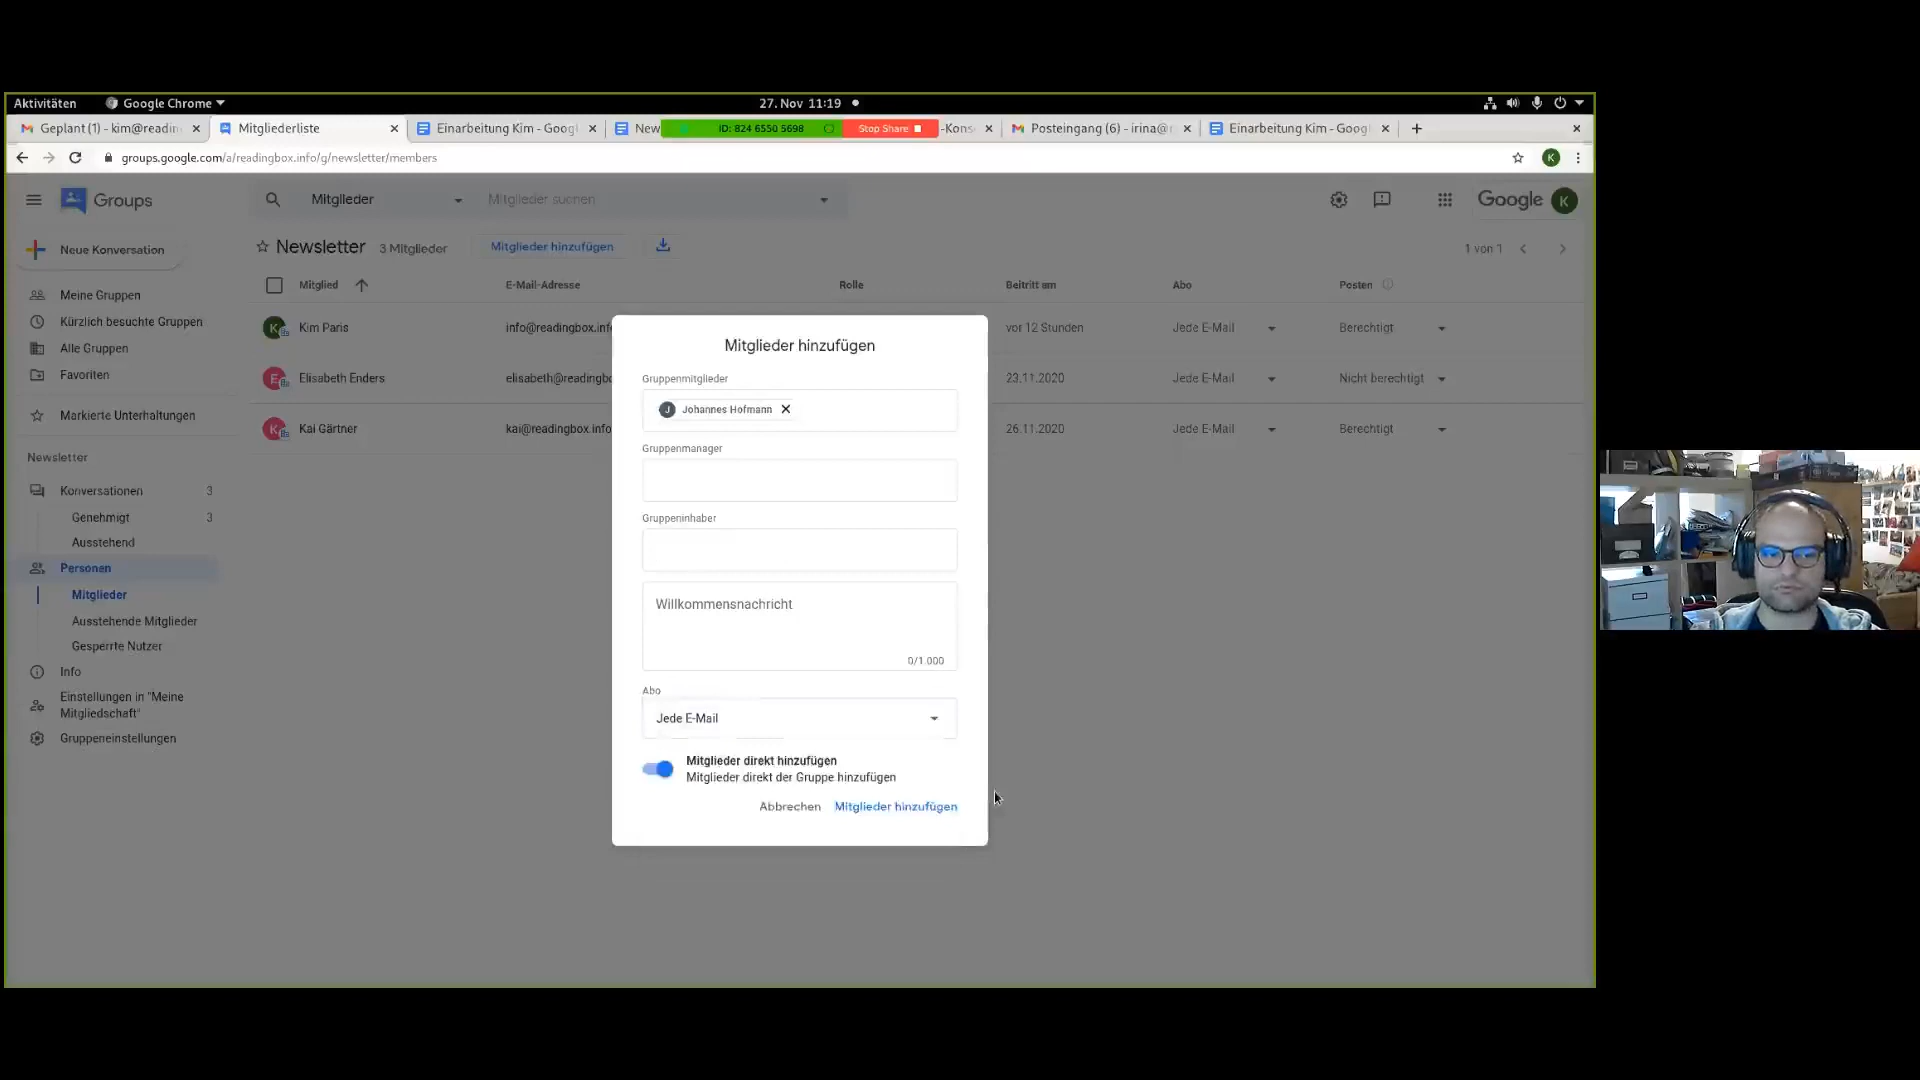 Aktivitäten Google Chrome 27. Nov 11:19
Geplant (1) - kim@readin Mitgliederliste Einarbeitung Kim - Googl New ID: 824 6550 5698 Stop Share -Kons Posteingang (6) - irina@r Einarbeitung Kim - Googl
groups.google.com/a/readingbox.info/g/newsletter/members K
Groups Mitglieder Mitglieder suchen Google K
Neue Konversation
Newsletter 3 Mitglieder Mitglieder hinzufügen 1 von 1
Mitglied E-Mail-Adresse Rolle Beitritt am Abo Posten
Meine Gruppen
Kürzlich besuchte Gruppen
Alle Gruppen
Favoriten
Markierte Unterhaltungen
Newsletter
Konversationen 3
Genehmigt 3
Ausstehend
Personen
Mitglieder
Ausstehende Mitglieder
Gesperrte Nutzer
Info
Einstellungen in "Meine
Mitgliedschaft"
Gruppeneinstellungen
K Kim Paris info@readingbox.info vor 12 Stunden Jede E-Mail Berechtigt
E Elisabeth Enders elisabeth@readingbo 23.11.2020 Jede E-Mail Nicht berechtigt
K Kai Gärtner kai@readingbox.info 26.11.2020 Jede E-Mail Berechtigt
Mitglieder hinzufügen
Gruppenmitglieder
J Johannes Hofmann
Gruppenmanager
Gruppeninhaber
Willkommensnachricht
0/1.000
Abo
Jede E-Mail
Mitglieder direkt hinzufügen
Mitglieder direkt der Gruppe hinzufügen
Abbrechen Mitglieder hinzufügen